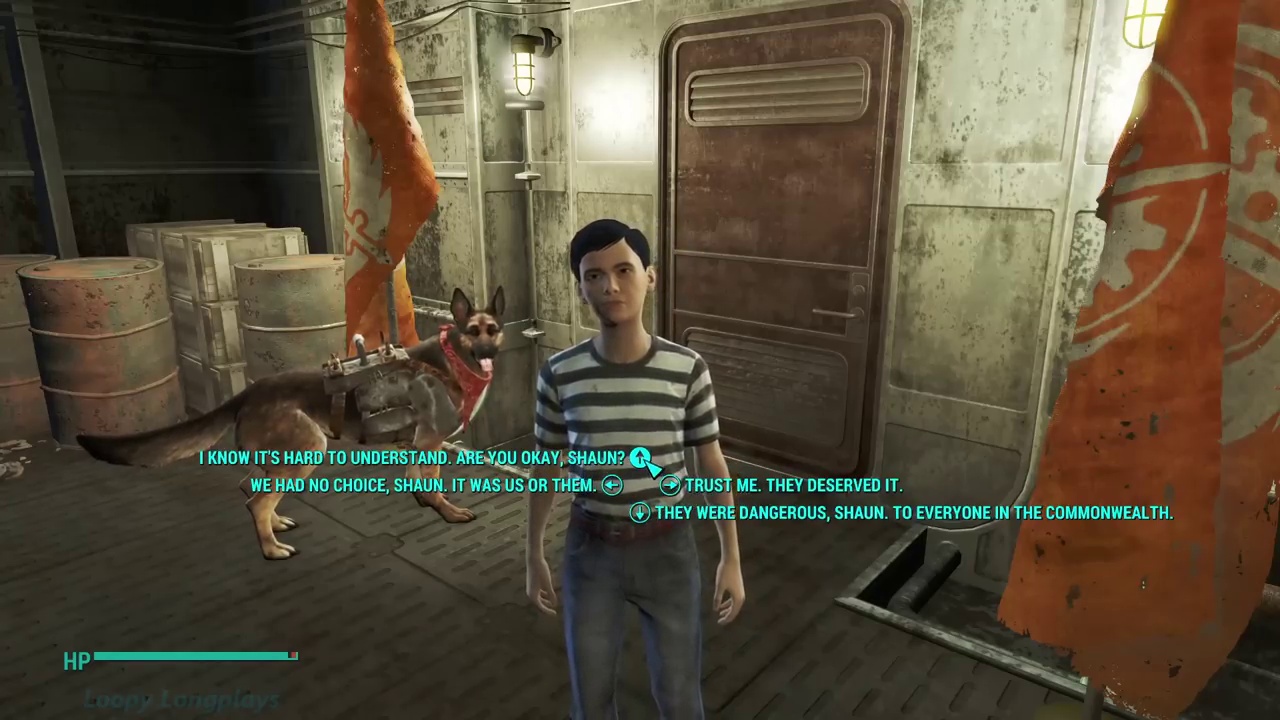 I KNOW IT'S HARD TO UNDERSTAND. ARE YOU OKAY, SHAUN?
WE HAD NO CHOICE, SHAUN. IT WAS US OR THEM.
TRUST ME. THEY DESERVED IT.
THEY WERE DANGEROUS, SHAUN. TO EVERYONE IN THE COMMONWEALTH.
HP
Loopy Longplays